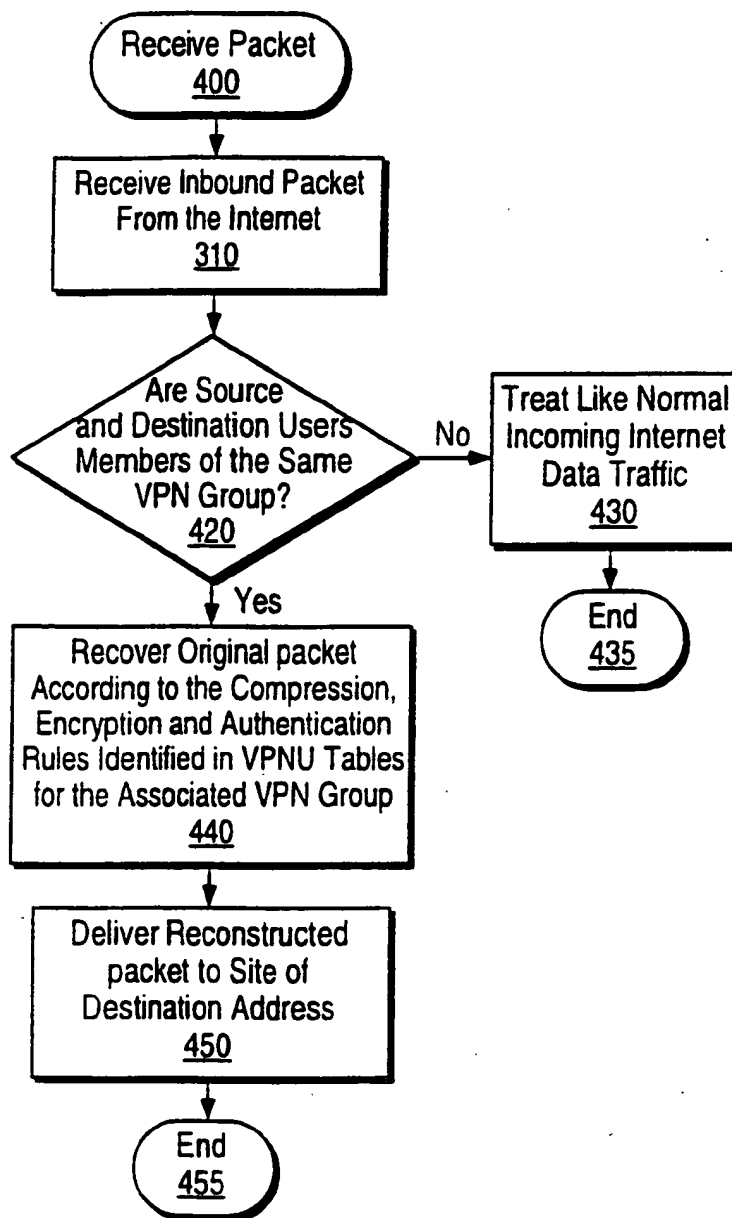 Receive Packet
400
Receive Inbound Packet
From the Internet
310
Are Source
and Destination Users
Members of the Same
VPN Group?
420
No
Treat Like Normal
Incoming Internet
Data Traffic
430
End
435
Yes
Recover Original packet
According to the Compression,
Encryption and Authentication
Rules Identified in VPNU Tables
for the Associated VPN Group
440
Deliver Reconstructed
packet to Site of
Destination Address
450
End
455